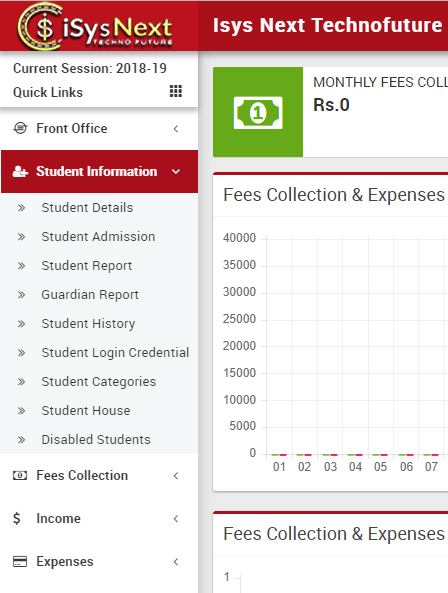 iSys Next
TECHNO FUTURE
Isys Next Technofuture
Current Session: 2018-19
Quick Links
Front Office
Student Information
Student Details
Student Admission
Student Report
Guardian Report
Student History
Student Login Credential
Student Categories
Student House
Disabled Students
Fees Collection
Income
Expenses
MONTHLY FEES COLL
Rs.0
Fees Collection & Expenses
40000
35000
30000
25000
20000
15000
10000
5000
0
01 02 03 04 05 06 07
Fees Collection & Expenses
1